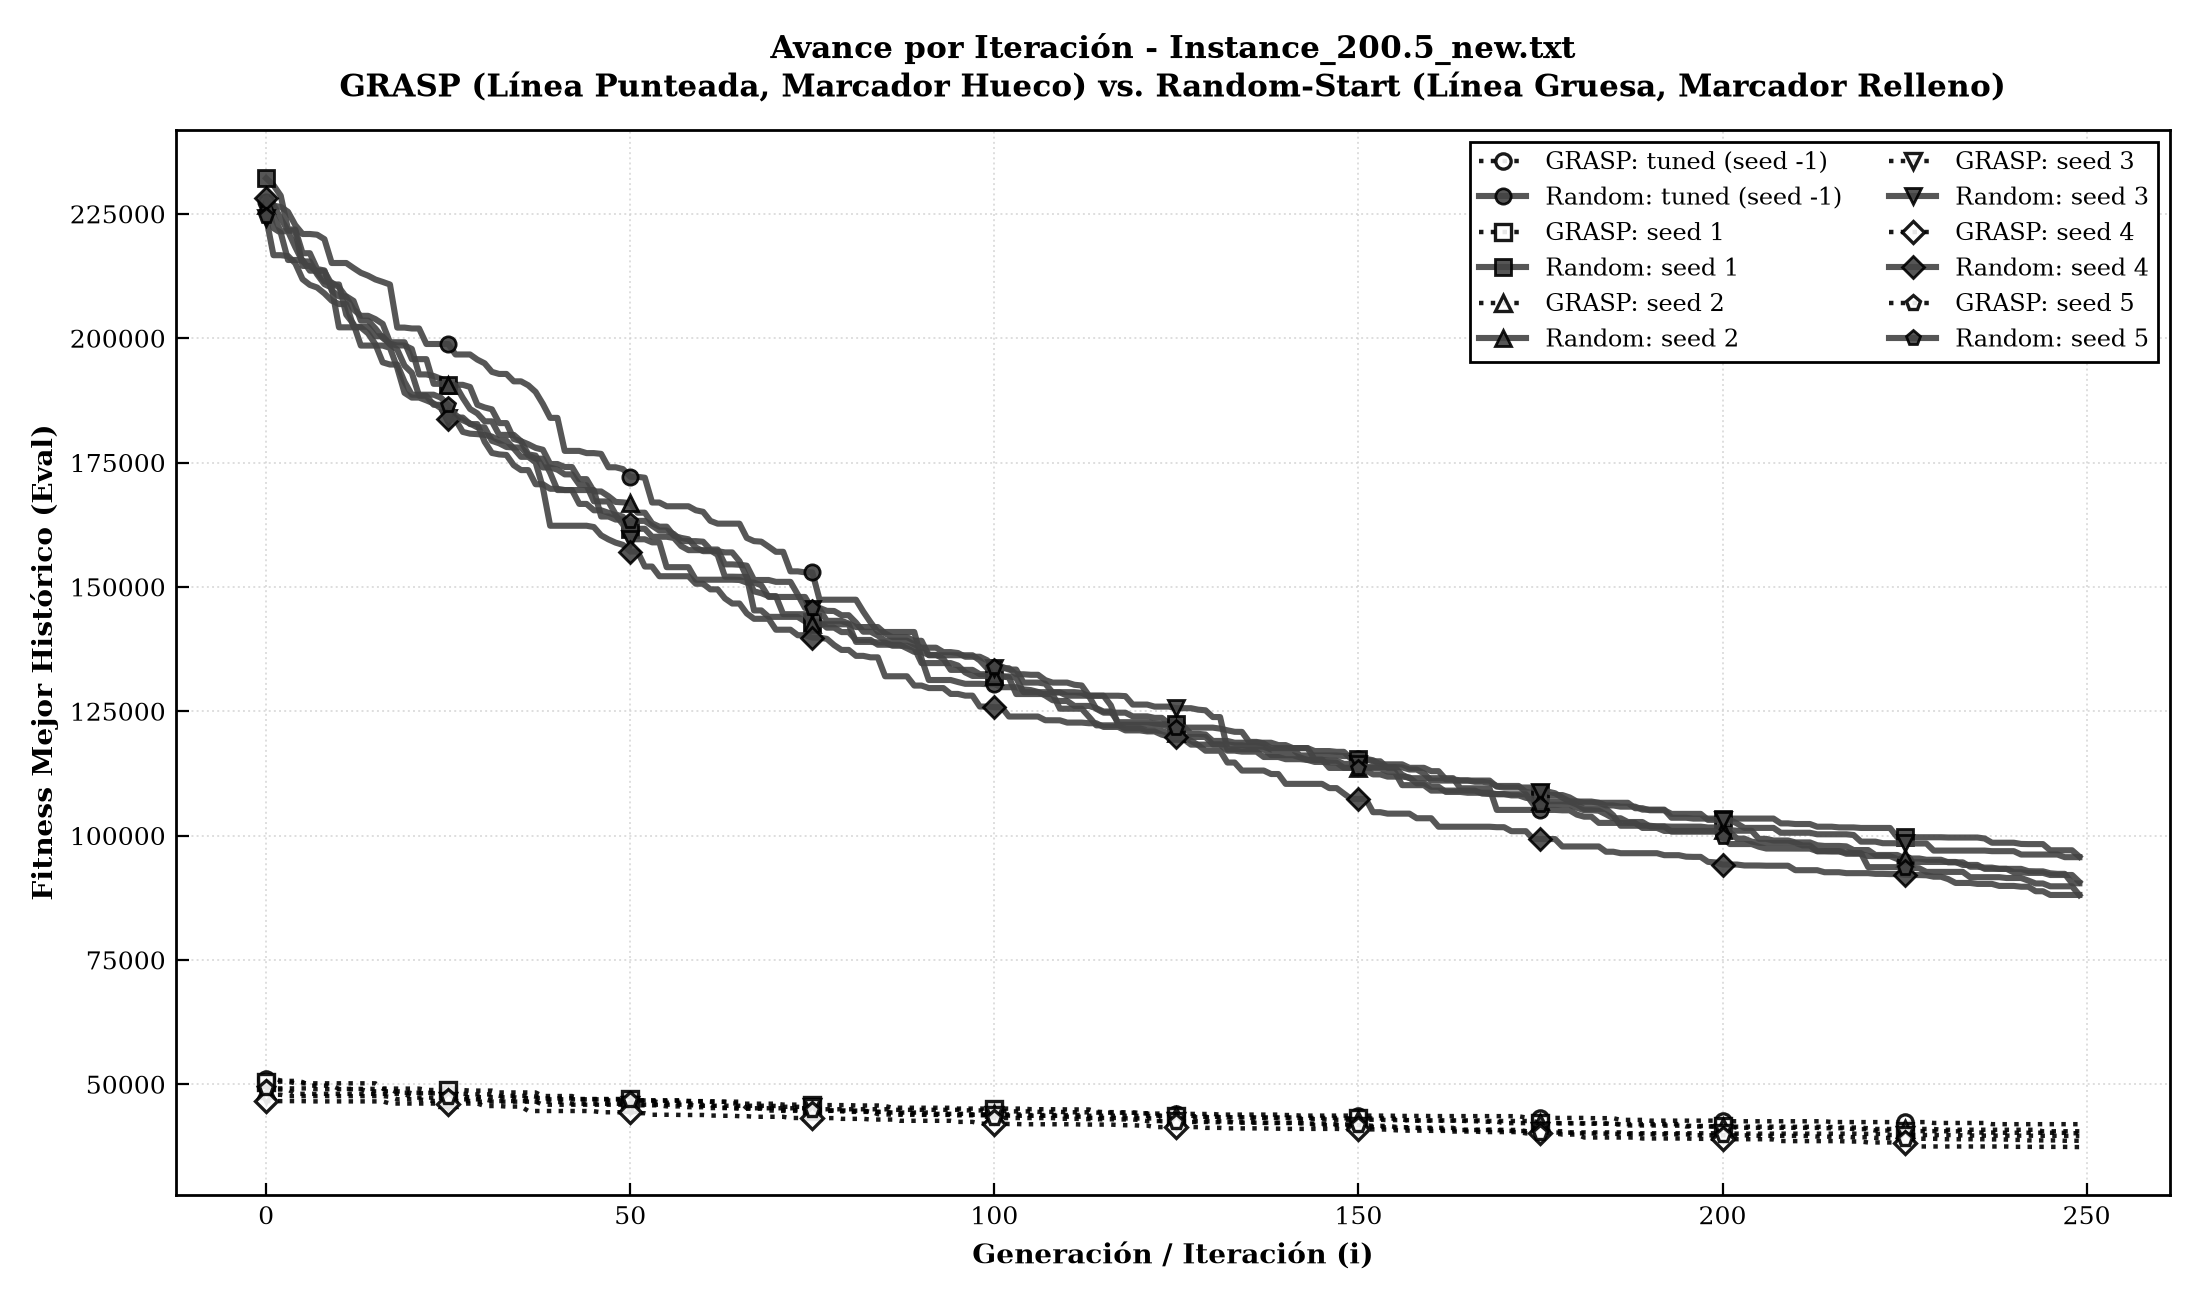 Avance por Iteración - Instance_200.5_new.txt
GRASP (Línea Punteada, Marcador Hueco) vs. Random-Start (Línea Gruesa, Marcador Relleno)
GRASP: tuned (seed -1)
Random: tuned (seed -1)
GRASP: seed 1
Random: seed 1
GRASP: seed 2
Random: seed 2
GRASP: seed 3
Random: seed 3
GRASP: seed 4
Random: seed 4
GRASP: seed 5
Random: seed 5
Fitness Mejor Histórico (Eval)
225000
200000
175000
150000
125000
100000
75000
50000
0
50
100
150
200
250
Generación / Iteración (i)